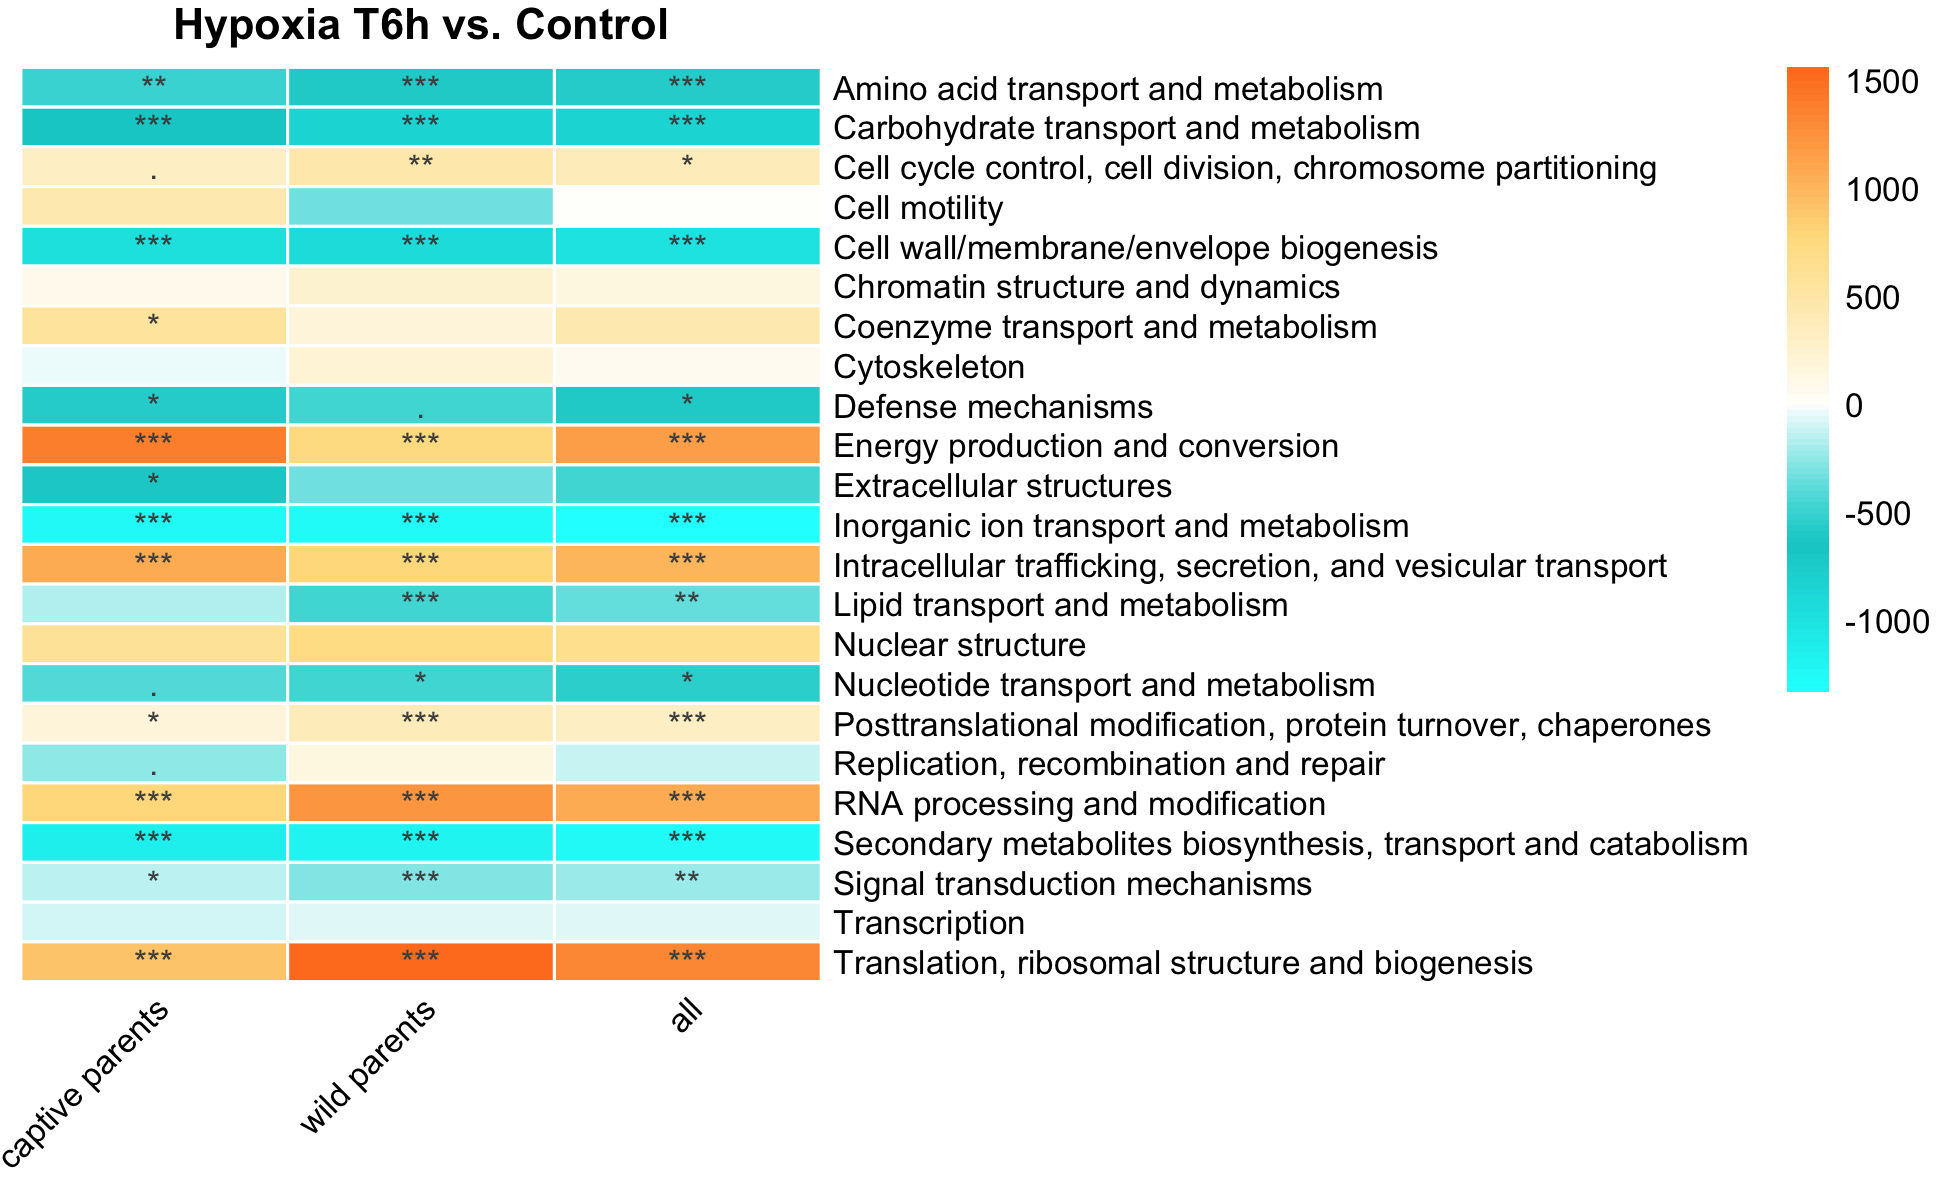 Hypoxia T6h vs. Control
** *** *** Amino acid transport and metabolism
*** *** *** Carbohydrate transport and metabolism
. ** * Cell cycle control, cell division, chromosome partitioning
Cell motility
*** *** *** Cell wall/membrane/envelope biogenesis
Chromatin structure and dynamics
* Coenzyme transport and metabolism
Cytoskeleton
* . * Defense mechanisms
*** *** *** Energy production and conversion
* Extracellular structures
*** *** *** Inorganic ion transport and metabolism
*** *** *** Intracellular trafficking, secretion, and vesicular transport
*** ** Lipid transport and metabolism
Nuclear structure
. * * Nucleotide transport and metabolism
* *** *** Posttranslational modification, protein turnover, chaperones
. Replication, recombination and repair
*** *** *** RNA processing and modification
*** *** *** Secondary metabolites biosynthesis, transport and catabolism
* *** ** Signal transduction mechanisms
Transcription
*** *** *** Translation, ribosomal structure and biogenesis
captive parents
wild parents
all
1500
1000
500
0
-500
-1000